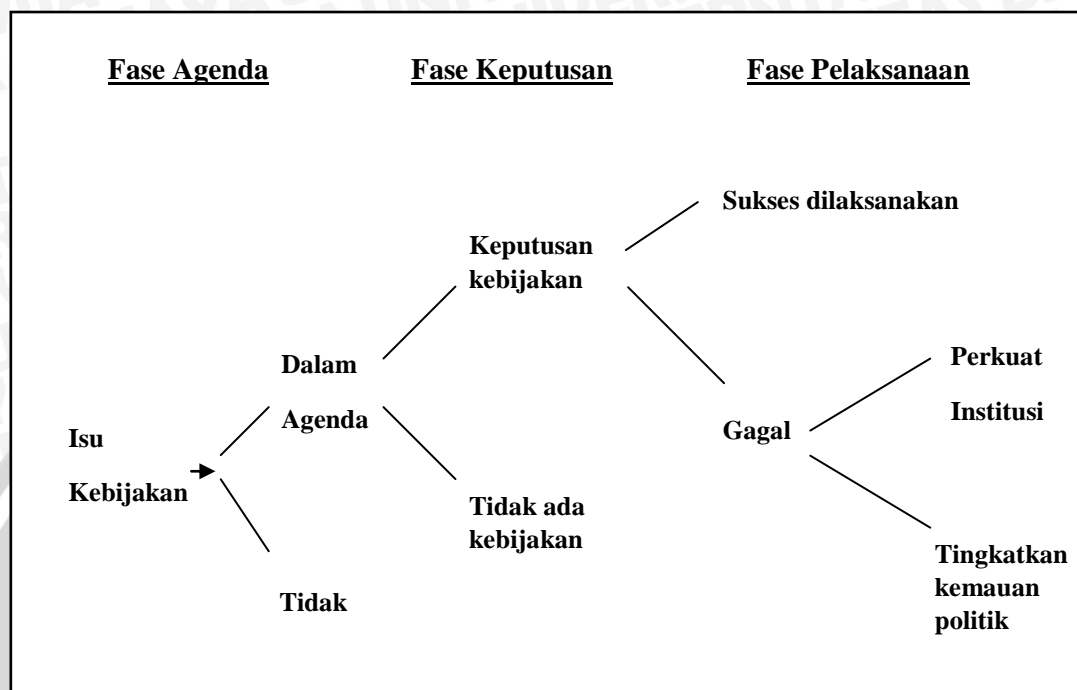 Fase Agenda
Fase Keputusan
Fase Pelaksanaan
Sukses dilaksanakan
Keputusan
kebijakan
Dalam
Agenda
Perkuat
Institusi
Isu
Kebijakan
Gagal
Tidak ada
kebijakan
Tidak
Tingkatkan
kemauan
politik